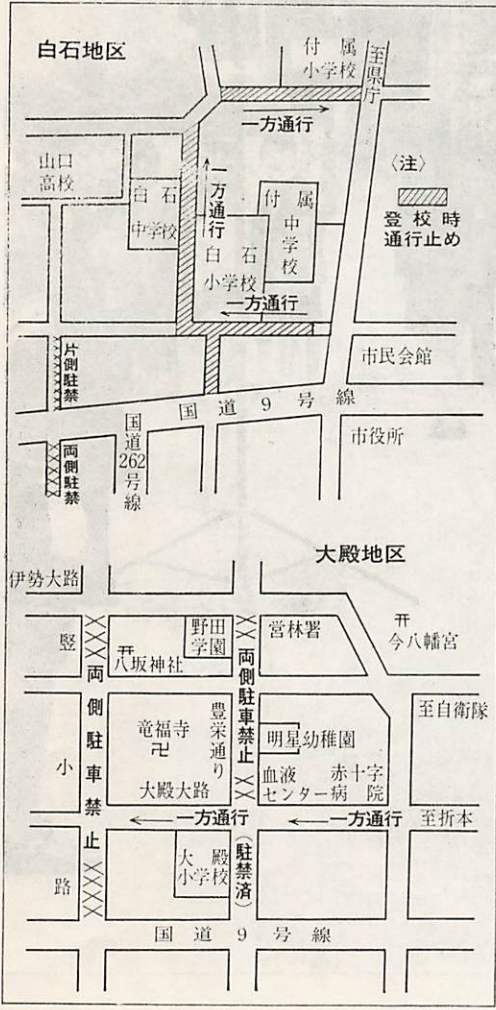 白石地区
付属
小学校
至県庁
一方通行
山口
高校
〈注〉
登校時
通行止め
白石
中学校
一方通行
付属
中学校
白石
小学校
一方通行
市民会館
片側駐禁
国道9号線
市役所
両側駐禁
国道262号線
大殿地区
伊勢大路
竪小路
野田
学園
営林署
八坂神社
今八幡宮
両側駐車禁止
両側駐車禁止
至自衛隊
竜福寺
卍
豊栄通り
明星幼稚園
大殿大路
血液
センター
赤十字
病院
一方通行
一方通行
至折本
大殿
小学校
(駐禁済)
国道9号線